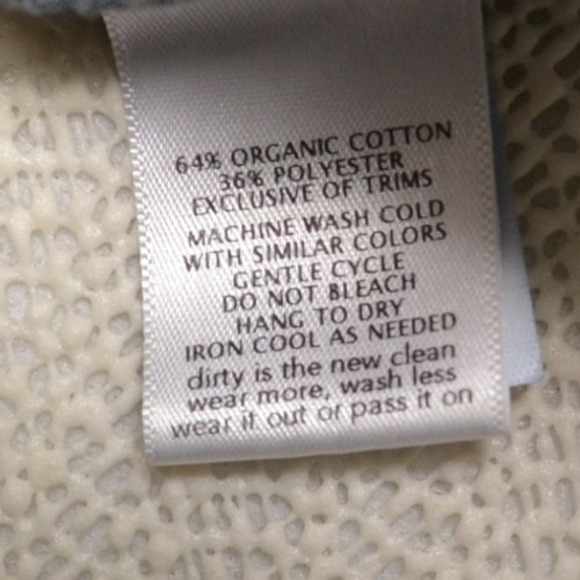 64% ORGANIC COTTON
36% POLYESTER
EXCLUSIVE OF TRIMS
MACHINE WASH COLD
WITH SIMILAR COLORS
GENTLE CYCLE
DO NOT BLEACH
HANG TO DRY
IRON COOL AS NEEDED
dirty is the new clean
wear more, wash less
wear it out or pass it on